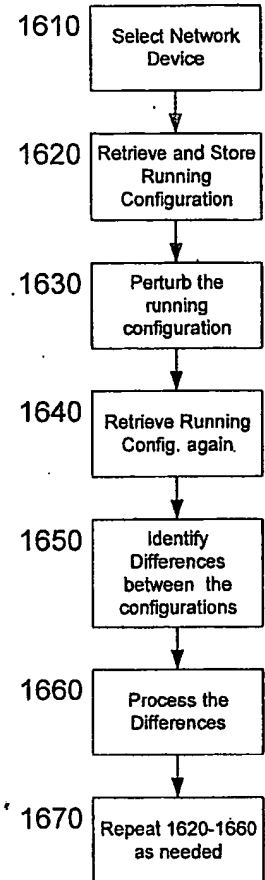 1610
Select Network
Device
1620
Retrieve and Store
Running
Configuration
1630
Perturb the
running
configuration
1640
Retrieve Running
Config. again.
1650
Identify
Differences
between the
configurations
1660
Process the
Differences
1670
Repeat 1620-1660
as needed